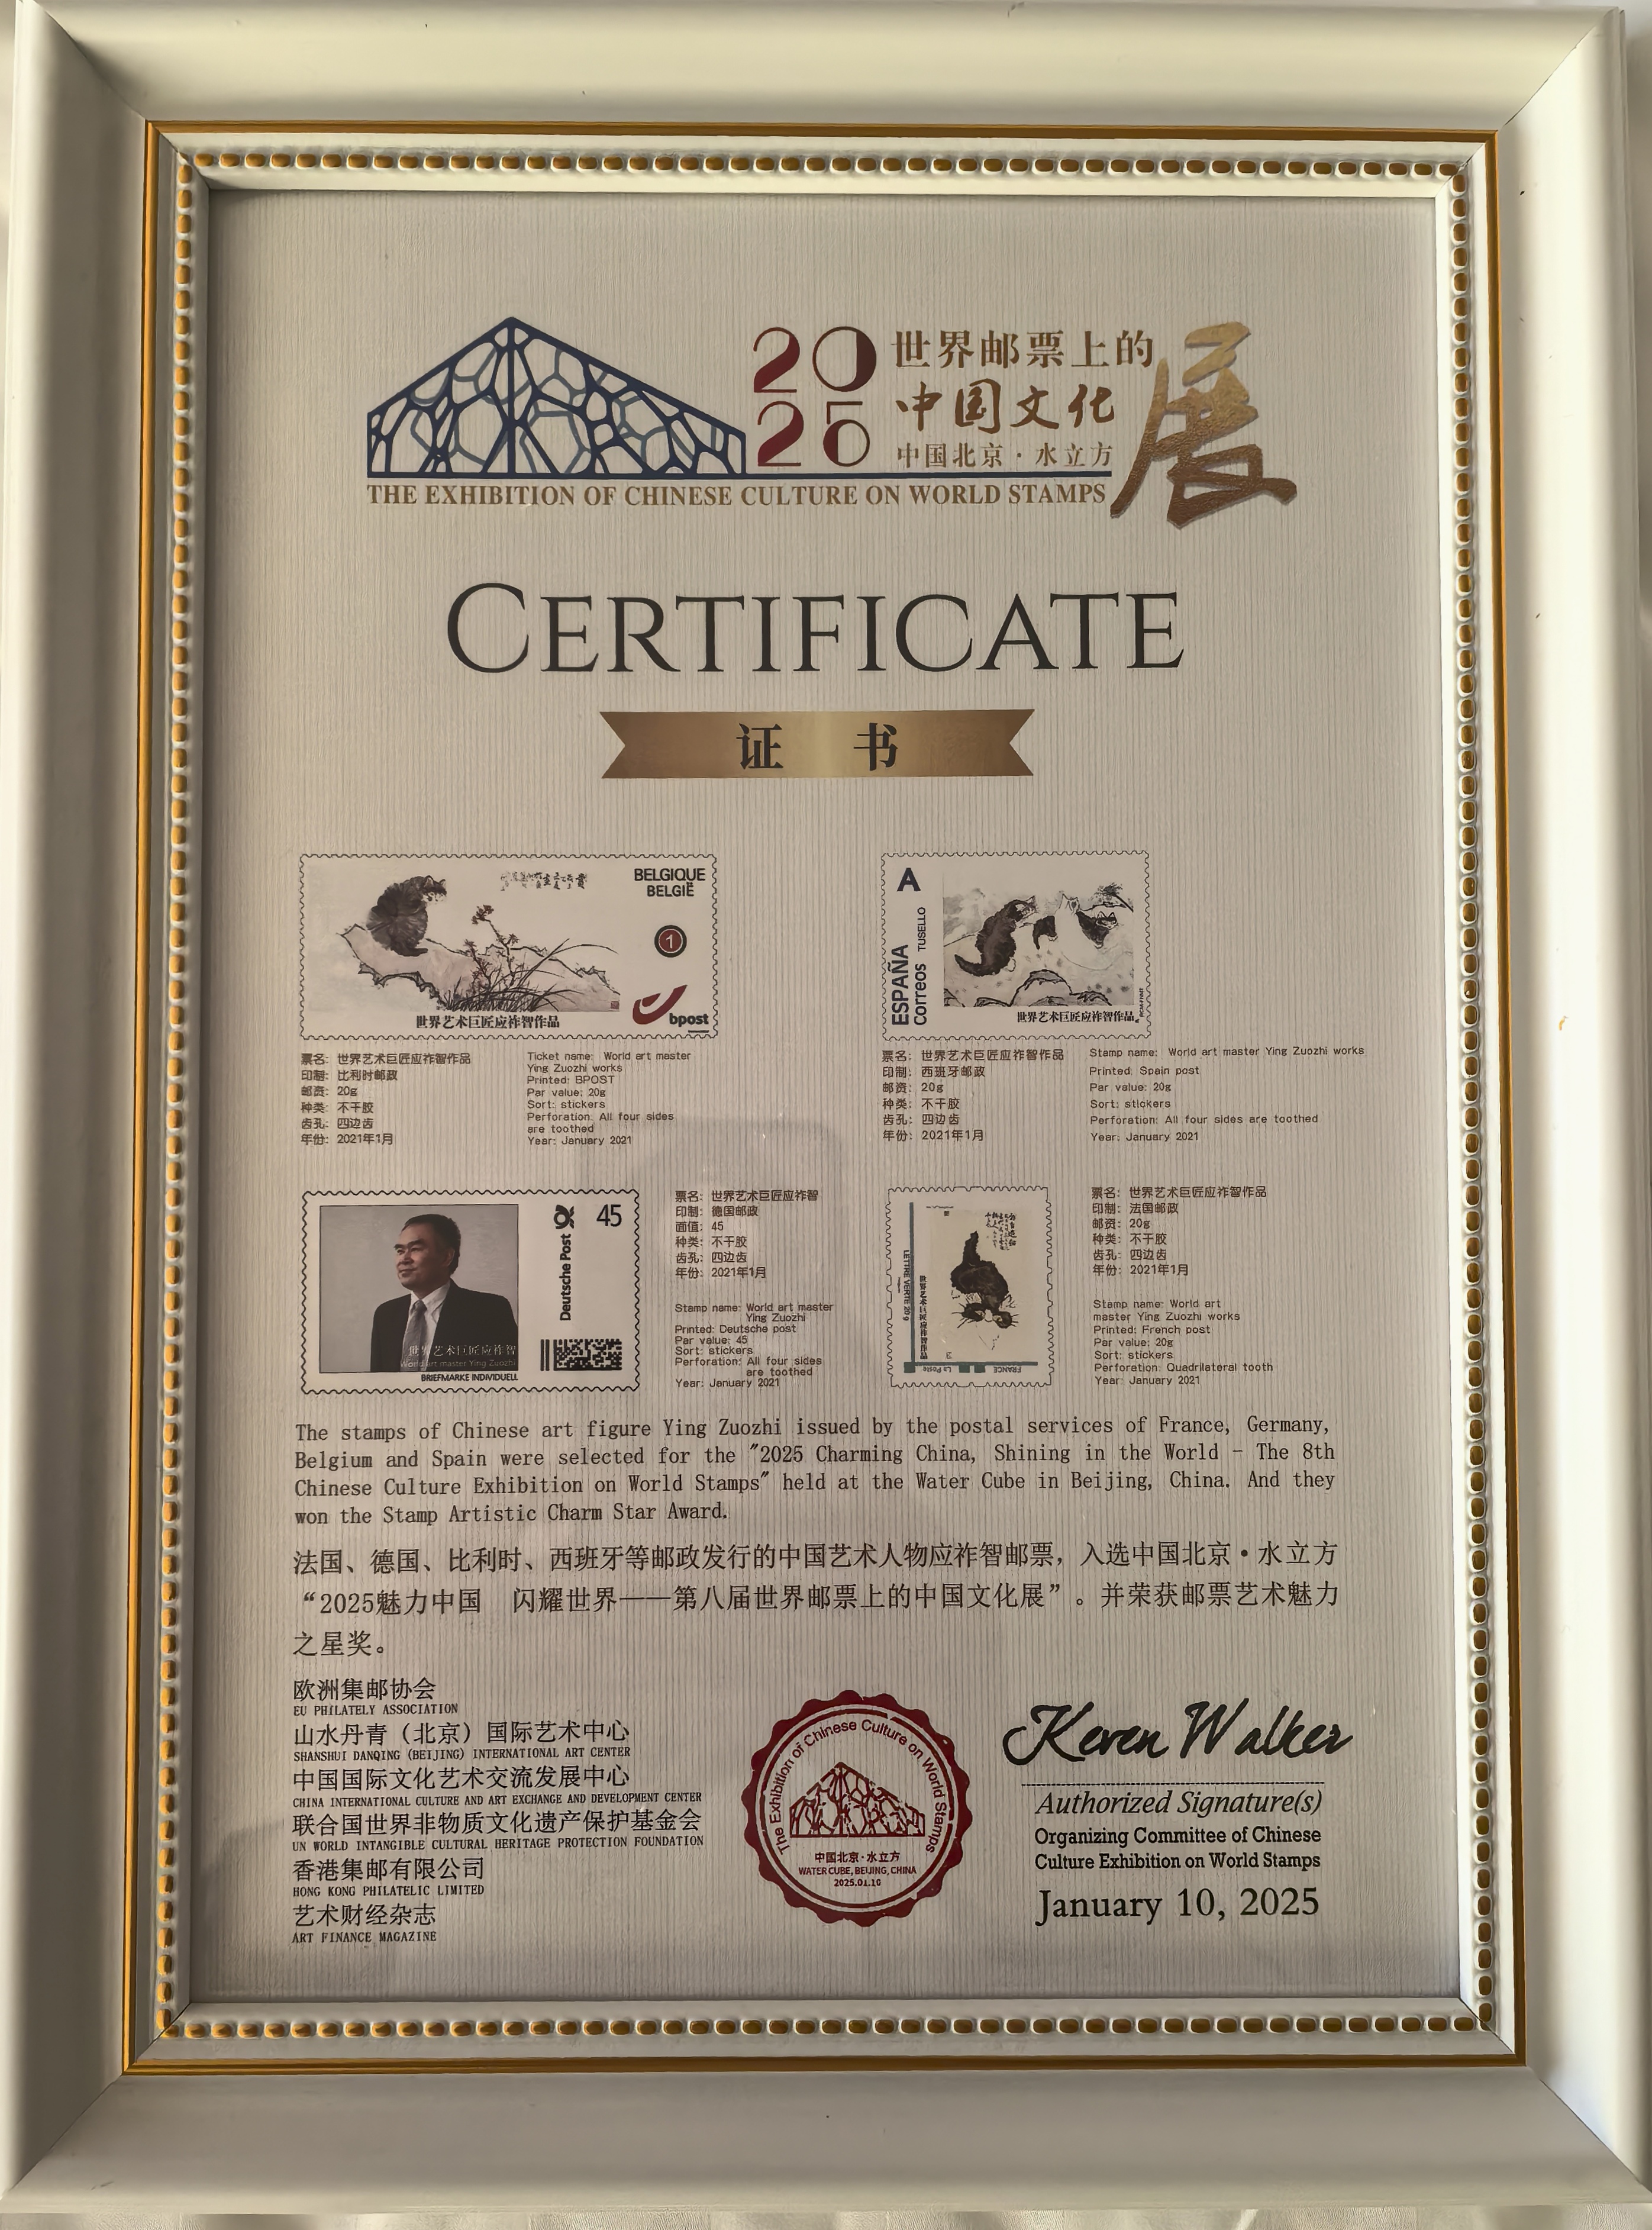 2025
世界邮票上的
中国文化
展
中国北京·水立方
THE EXHIBITION OF CHINESE CULTURE ON WORLD STAMPS
CERTIFICATE
证 书
BELGIQUE
BELGIË
1
bpost
世界艺术巨匠应祚智作品
票名: 世界艺术巨匠应祚智作品
印制: 比利时邮政
邮资: 20g
种类: 不干胶
齿孔: 四边齿
年份: 2021年1月
Ticket name: World art master
Ying Zuozhi works
Printed: BPOST
Par value: 20g
Sort: stickers
Perforation: All four sides
are toothed
Year: January 2021
A
ESPAÑA
Correos
TUSELLO
世界艺术巨匠应祚智作品
票名: 世界艺术巨匠应祚智作品
印制: 西班牙邮政
邮资: 20g
种类: 不干胶
齿孔: 四边齿
年份: 2021年1月
Stamp name: World art master Ying Zuozhi works
Printed: Spain post
Par value: 20g
Sort: stickers
Perforation: All four sides are toothed
Year: January 2021
Deutsche Post
45
世界艺术巨匠应祚智
World art master Ying Zuozhi
BRIEFMARKE INDIVIDUELL
票名: 世界艺术巨匠应祚智
印制: 德国邮政
面值: 45
种类: 不干胶
齿孔: 四边齿
年份: 2021年1月
Stamp name: World art master
Ying Zuozhi
Printed: Deutsche post
Par value: 45
Sort: stickers
Perforation: All four sides
are toothed
Year: January 2021
LETTRE VERTE 20g
La Poste
FRANCE
票名: 世界艺术巨匠应祚智作品
印制: 法国邮政
邮资: 20g
种类: 不干胶
齿孔: 四边齿
年份: 2021年1月
Stamp name: World art
master Ying Zuozhi works
Printed: French post
Par value: 20g
Sort: stickers
Perforation: Quadrilateral tooth
Year: January 2021
The stamps of Chinese art figure Ying Zuozhi issued by the postal services of France, Germany,
Belgium and Spain were selected for the "2025 Charming China, Shining in the World - The 8th
Chinese Culture Exhibition on World Stamps" held at the Water Cube in Beijing, China. And they
won the Stamp Artistic Charm Star Award.
法国、德国、比利时、西班牙等邮政发行的中国艺术人物应祚智邮票，入选中国北京·水立方
“2025魅力中国 闪耀世界——第八届世界邮票上的中国文化展”。并荣获邮票艺术魅力
之星奖。
欧洲集邮协会
EU PHILATELY ASSOCIATION
山水丹青（北京）国际艺术中心
SHANSHUI DANQING (BEIJING) INTERNATIONAL ART CENTER
中国国际文化艺术交流发展中心
CHINA INTERNATIONAL CULTURE AND ART EXCHANGE AND DEVELOPMENT CENTER
联合国世界非物质文化遗产保护基金会
UN WORLD INTANGIBLE CULTURAL HERITAGE PROTECTION FOUNDATION
香港集邮有限公司
HONG KONG PHILATELIC LIMITED
艺术财经杂志
ART FINANCE MAGAZINE
The Exhibition of Chinese Culture on World Stamps
中国北京·水立方
WATER CUBE, BEIJING, CHINA
2025.01.10
Keven Walker
Authorized Signature(s)
Organizing Committee of Chinese
Culture Exhibition on World Stamps
January 10, 2025